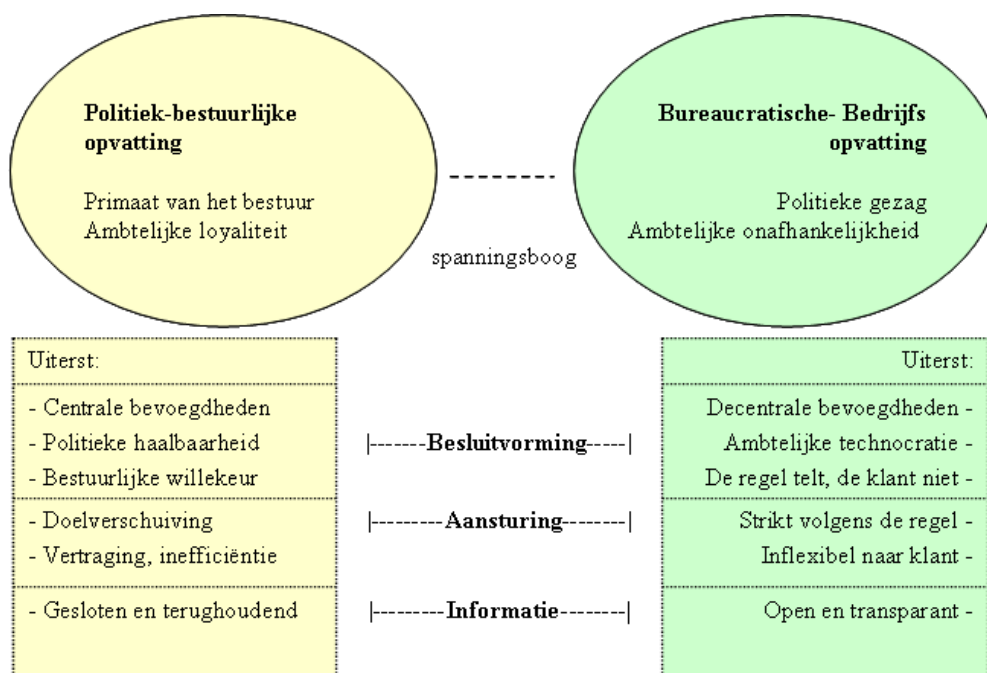 Politiek-bestuurlijke
opvatting
Primaat van het bestuur
Ambtelijke loyaliteit
Bureaucratische- Bedrijfs
opvatting
Politieke gezag
Ambtelijke onafhankelijkheid
----------
spanningsboog
Uiterst:
Uiterst:
- Centrale bevoegdheden
- Politieke haalbaarheid
- Bestuurlijke willekeur
|-------Besluitvorming-----|
Decentrale bevoegdheden -
Ambtelijke technocratie -
De regel telt, de klant niet -
- Doelverschuiving
- Vertraging, inefficiëntie
|--------Aansturing-------|
Strikt volgens de regel -
Inflexibel naar klant -
- Gesloten en terughoudend
|---------Informatie--------|
Open en transparant -